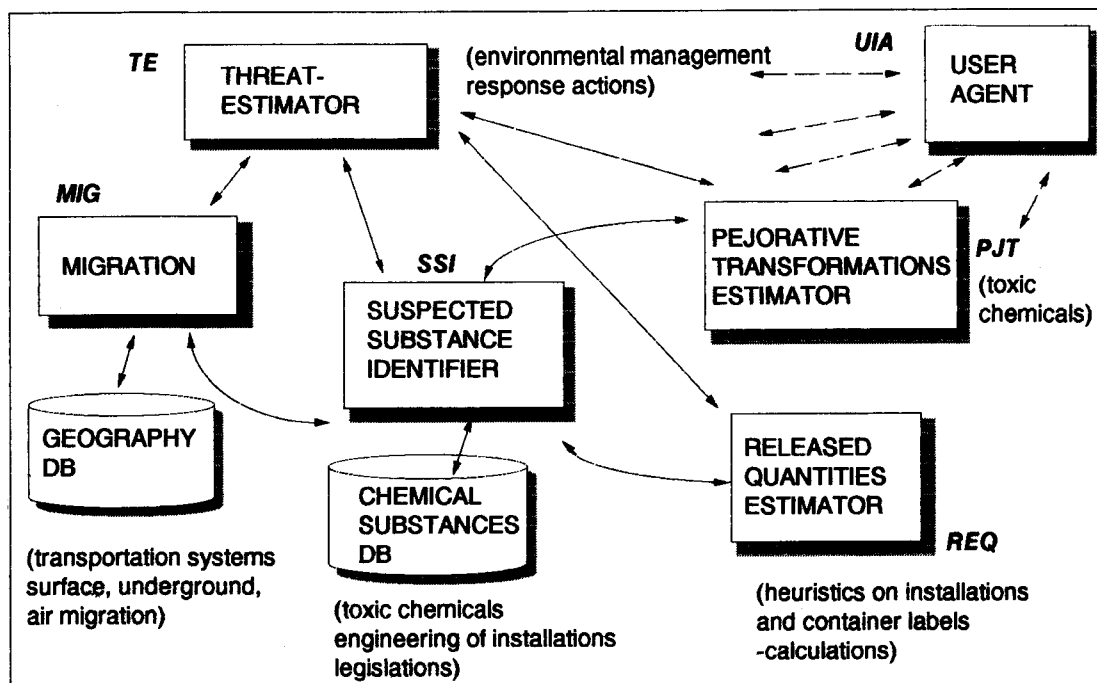 TE
THREAT-
ESTIMATOR
(environmental management
response actions)
UIA
USER
AGENT
MIG
MIGRATION
SSI
SUSPECTED
SUBSTANCE
IDENTIFIER
PEJORATIVE
TRANSFORMATIONS
ESTIMATOR
PJT
(toxic
chemicals)
GEOGRAPHY
DB
CHEMICAL
SUBSTANCES
DB
RELEASED
QUANTITIES
ESTIMATOR
REQ
(transportation systems
surface, underground,
air migration)
(toxic chemicals
engineering of installations
legislations)
(heuristics on installations
and container labels
-calculations)